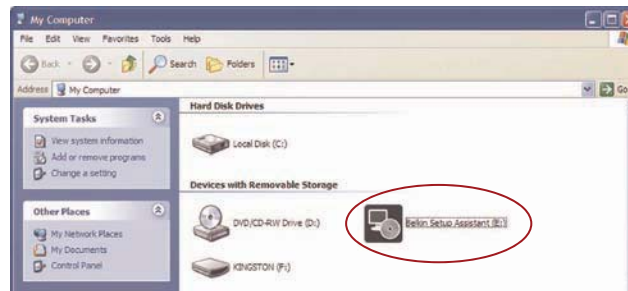 My Computer
File Edit View Favorites Tools Help
Back Search Folders
Address My Computer Go
Hard Disk Drives
System Tasks
View system information
Add or remove programs
Change a setting
Local Disk (C:)
Devices with Removable Storage
Other Places
My Network Places
My Documents
Control Panel
DVD/CD-RW Drive (D:)
Belkin Setup Assistant (E:)
KINGSTON (F:)